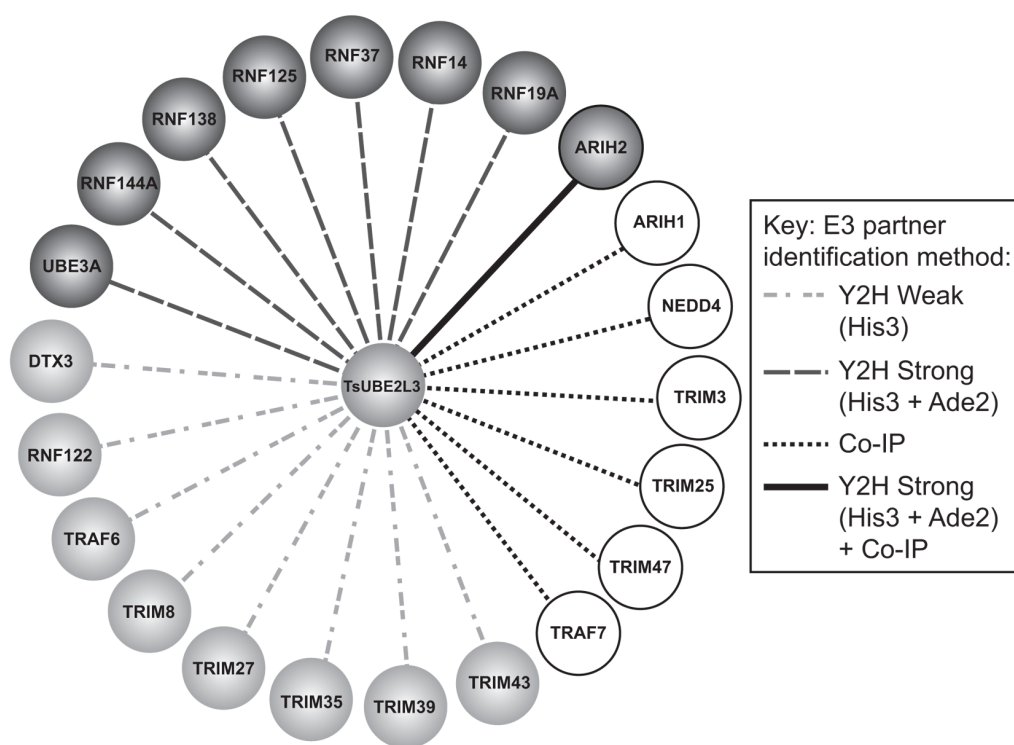 RNF37
RNF14
RNF125
RNF19A
RNF138
ARIH2
RNF144A
ARIH1
UBE3A
NEDD4
DTX3
TsUBE2L3
TRIM3
RNF122
TRIM25
TRAF6
TRIM47
TRIM8
TRAF7
TRIM27
TRIM35
TRIM39
TRIM43
Key: E3 partner
identification method:
Y2H Weak
(His3)
Y2H Strong
(His3 + Ade2)
Co-IP
Y2H Strong
(His3 + Ade2)
+ Co-IP